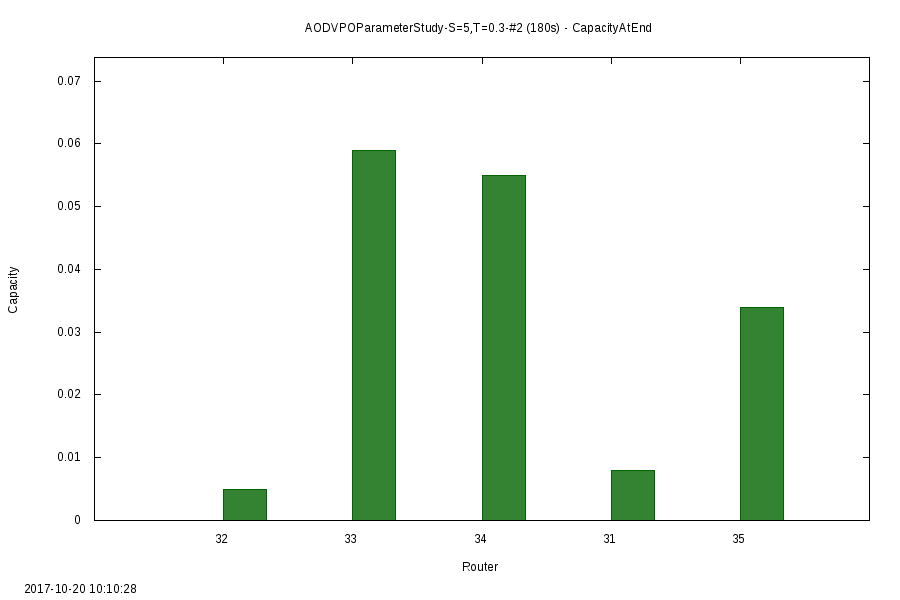 AODVPOParameterStudy-S=5,T=0.3-#2 (180s) - CapacityAtEnd
0.07
0.06
0.05
0.04
0.03
0.02
0.01
0
Capacity
32 33 34 31 35
Router
2017-10-20 10:10:28